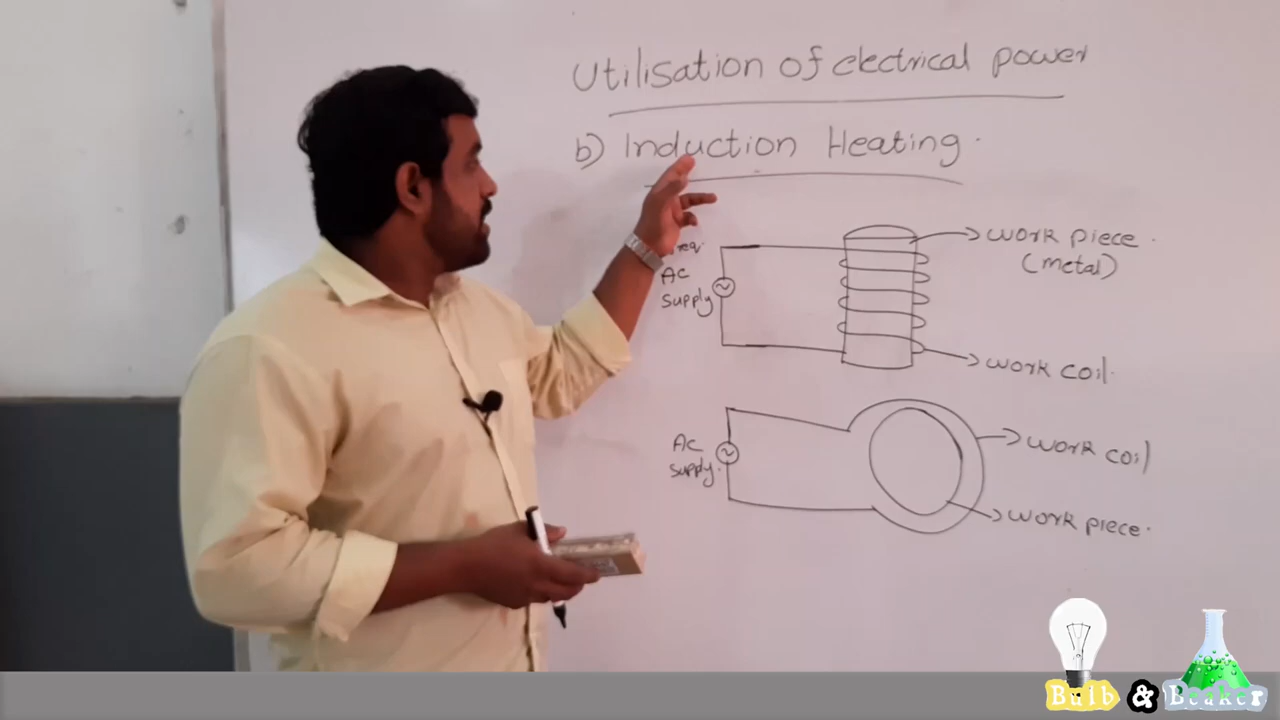 Utilisation of electrical power
b) Induction Heating.
req.
AC
supply
work piece.
(metal)
work coil.
AC
supply.
work coil
work piece.
Bulb & Beaker